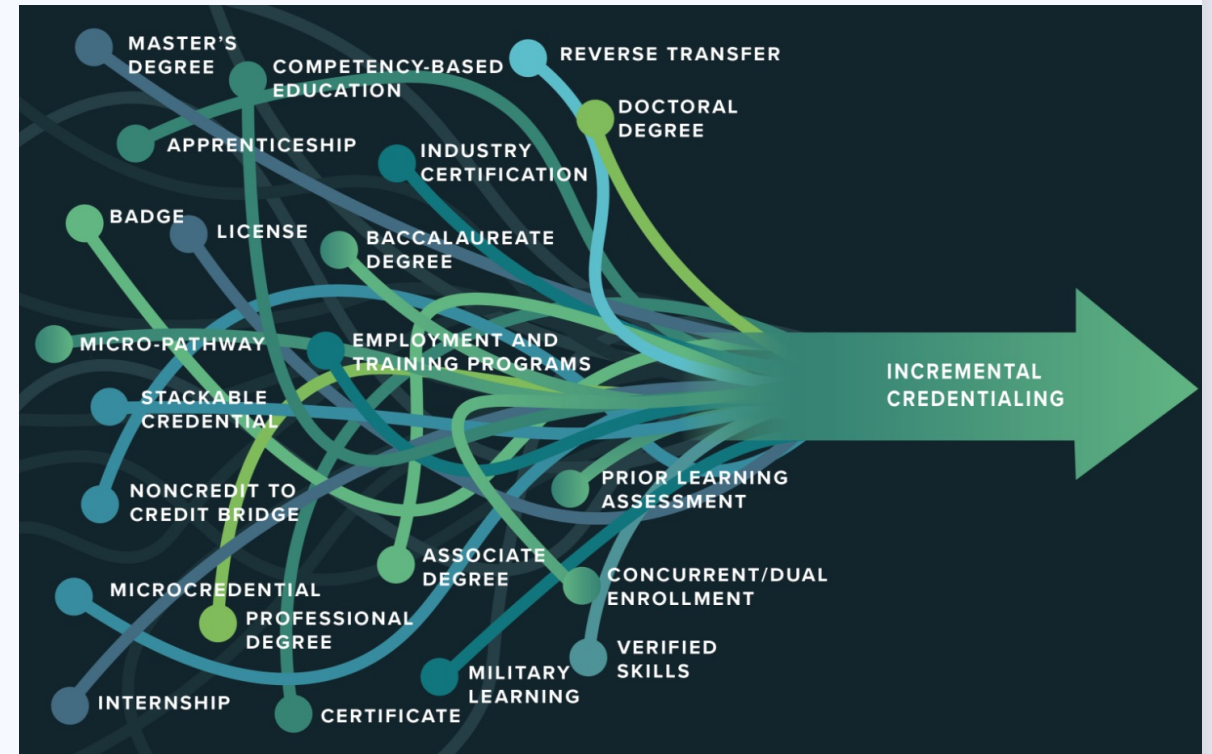 MASTER'S
DEGREE
COMPETENCY-BASED
EDUCATION
REVERSE TRANSFER
DOCTORAL
DEGREE
APPRENTICESHIP
INDUSTRY
CERTIFICATION
BADGE
LICENSE
BACCALAUREATE
DEGREE
MICRO-PATHWAY
EMPLOYMENT AND
TRAINING PROGRAMS
INCREMENTAL
CREDENTIALING
STACKABLE
CREDENTIAL
NONCREDIT TO
CREDIT BRIDGE
PRIOR LEARNING
ASSESSMENT
ASSOCIATE
DEGREE
CONCURRENT/DUAL
ENROLLMENT
MICROCREDENTIAL
PROFESSIONAL
DEGREE
VERIFIED
SKILLS
MILITARY
LEARNING
INTERNSHIP
CERTIFICATE